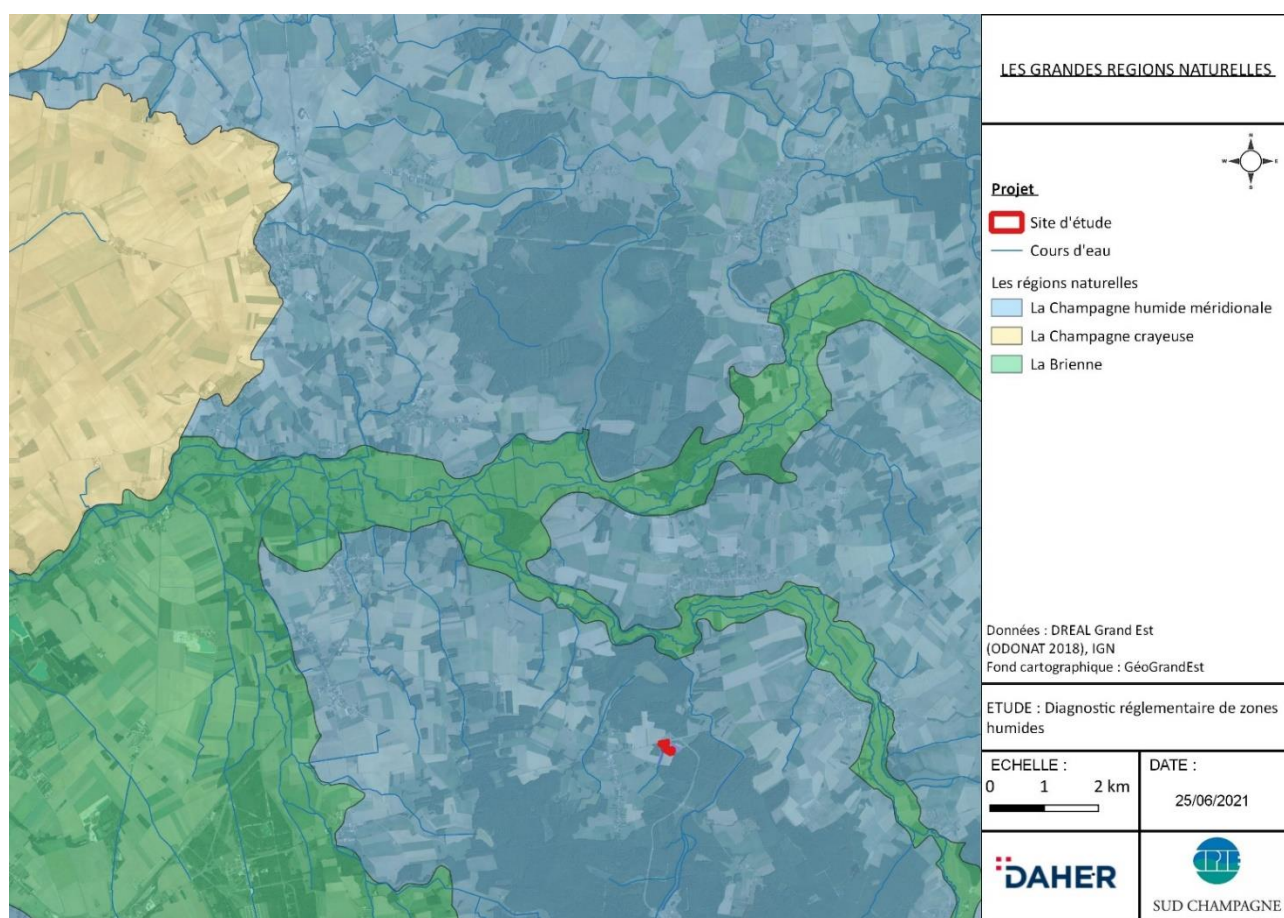 LES GRANDES REGIONS NATURELLES
N
W
E
S
Projet
Site d'étude
Cours d'eau
Les régions naturelles
La Champagne humide méridionale
La Champagne crayeuse
La Brienne
Données : DREAL Grand Est
(ODONAT 2018), IGN
Fond cartographique : GéoGrandEst
ETUDE : Diagnostic réglementaire de zones
humides
ECHELLE :
0 1 2 km
DATE :
25/06/2021
DAHER
CPIE
SUD CHAMPAGNE